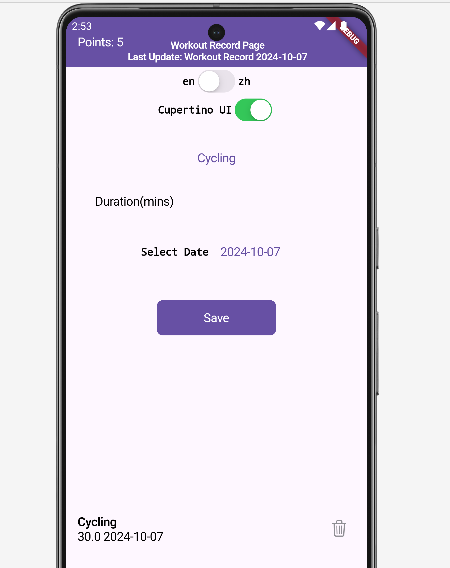 2:53
DEBUG
Points: 5
Workout Record Page
Last Update: Workout Record 2024-10-07
en zh
Cupertino UI
Cycling
Duration(mins)
Select Date 2024-10-07
Save
Cycling
30.0 2024-10-07